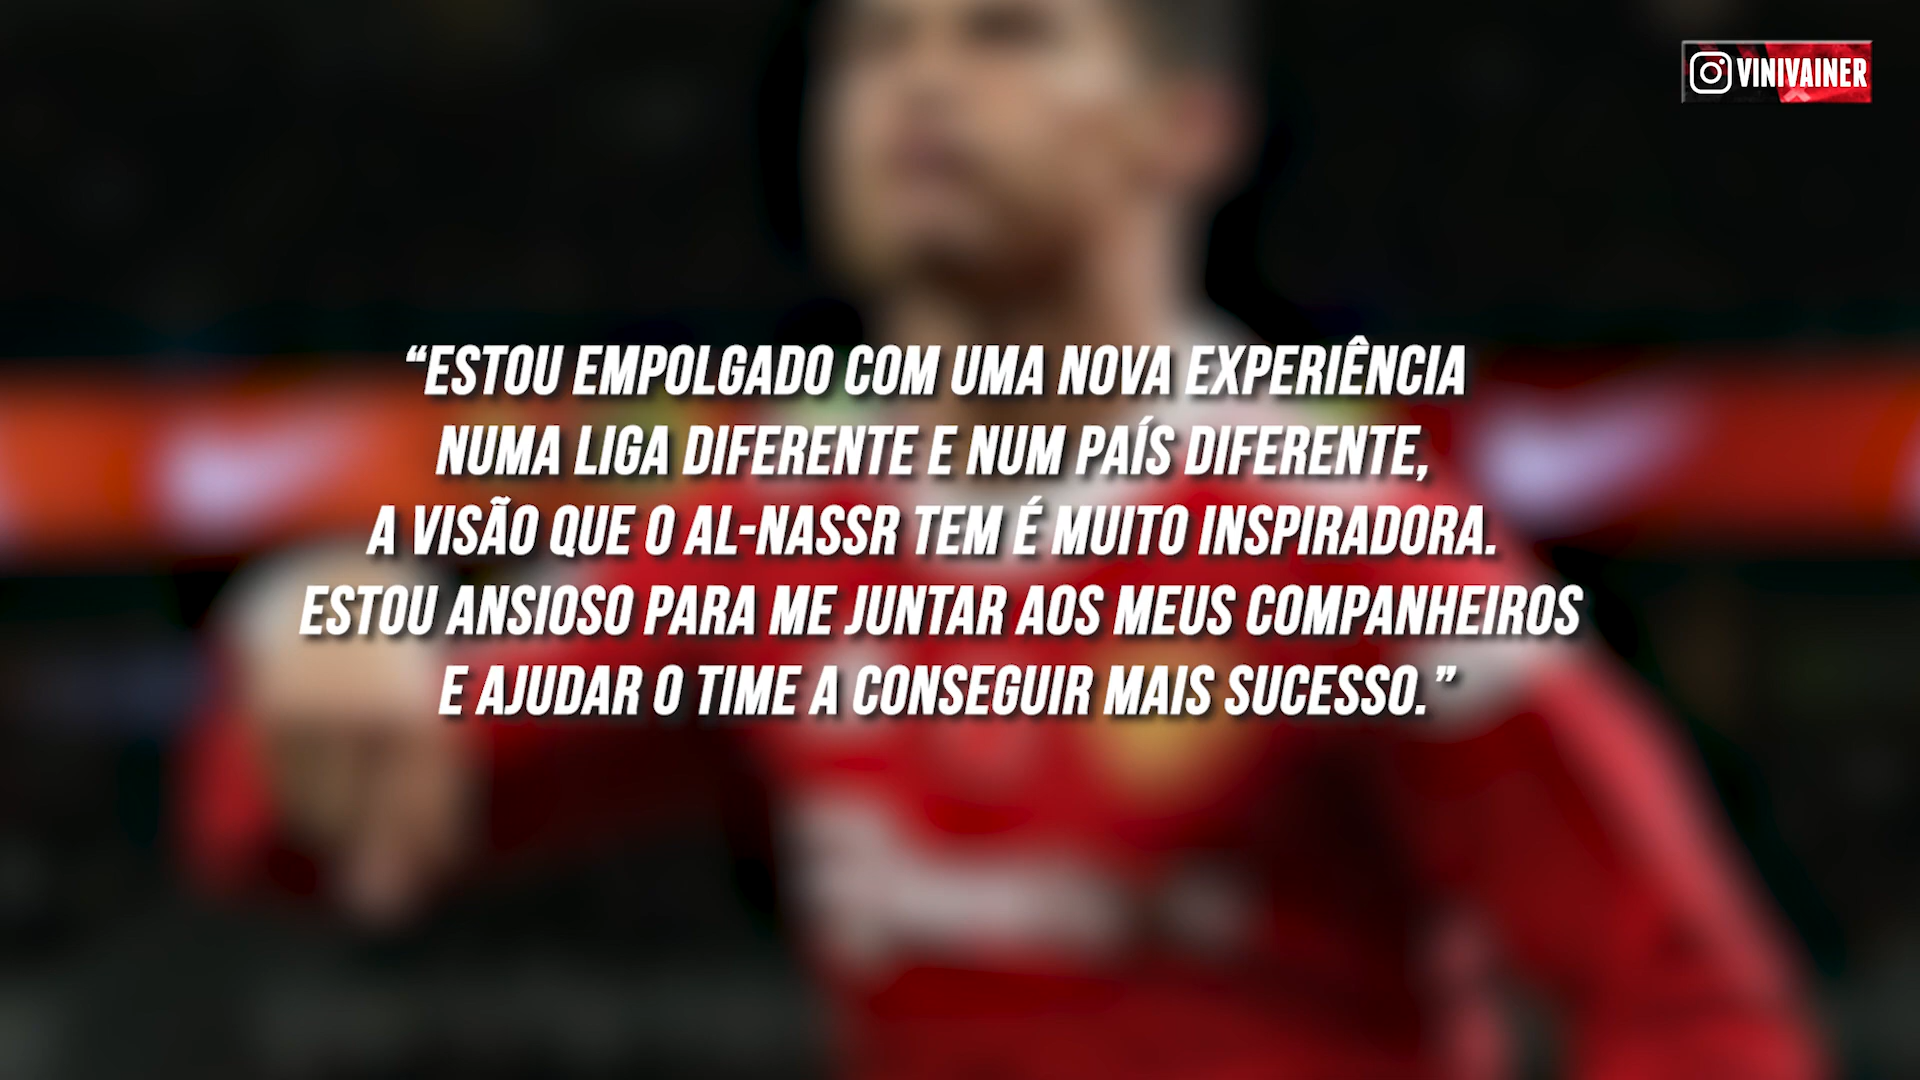 VINIVAINER
“ESTOU EMPOLGADO COM UMA NOVA EXPERIÊNCIA
NUMA LIGA DIFERENTE E NUM PAÍS DIFERENTE,
A VISÃO QUE O AL-NASSR TEM É MUITO INSPIRADORA.
ESTOU ANSIOSO PARA ME JUNTAR AOS MEUS COMPANHEIROS
E AJUDAR O TIME A CONSEGUIR MAIS SUCESSO.”